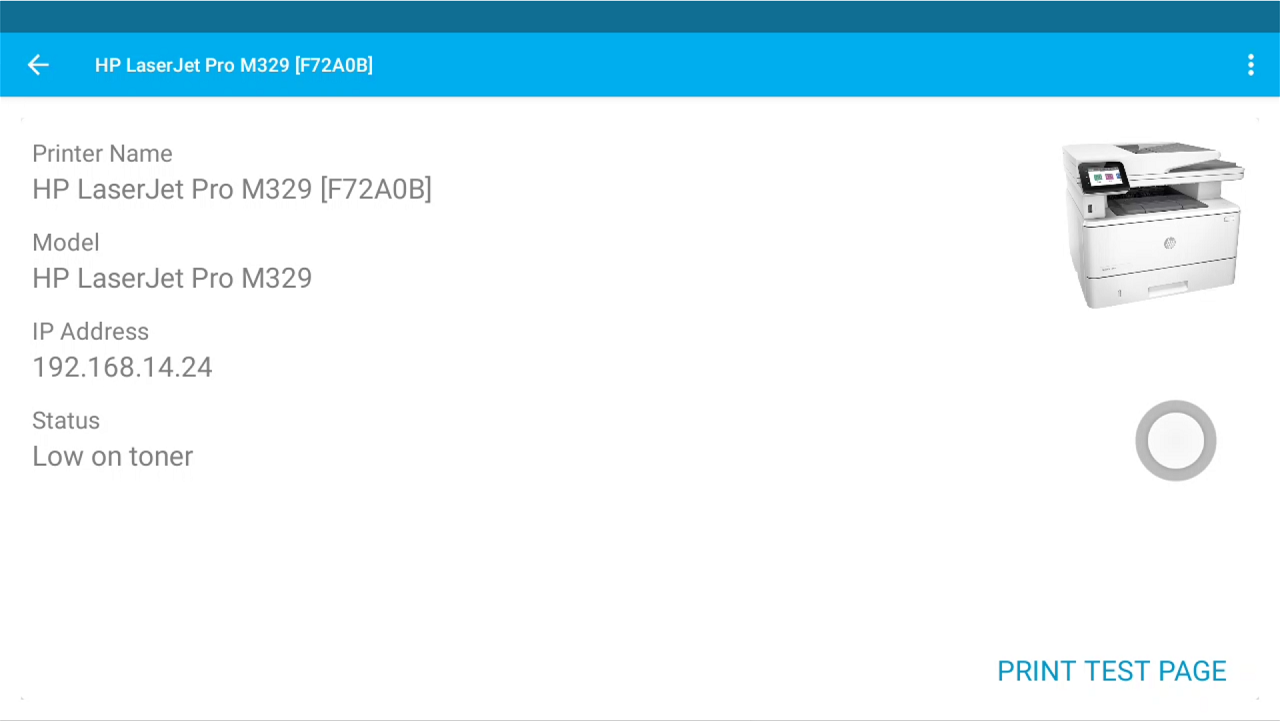 HP LaserJet Pro M329 [F72A0B]
Printer Name
HP LaserJet Pro M329 [F72A0B]
Model
HP LaserJet Pro M329
IP Address
192.168.14.24
Status
Low on toner
PRINT TEST PAGE